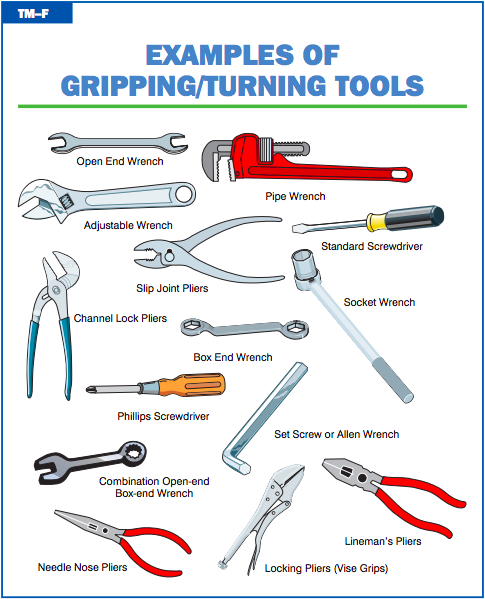 TM–F
EXAMPLES OF
GRIPPING/TURNING TOOLS
Open End Wrench
Pipe Wrench
Adjustable Wrench
Standard Screwdriver
Slip Joint Pliers
Socket Wrench
Channel Lock Pliers
Box End Wrench
Phillips Screwdriver
Set Screw or Allen Wrench
Combination Open-end
Box-end Wrench
Lineman's Pliers
Needle Nose Pliers
Locking Pliers (Vise Grips)